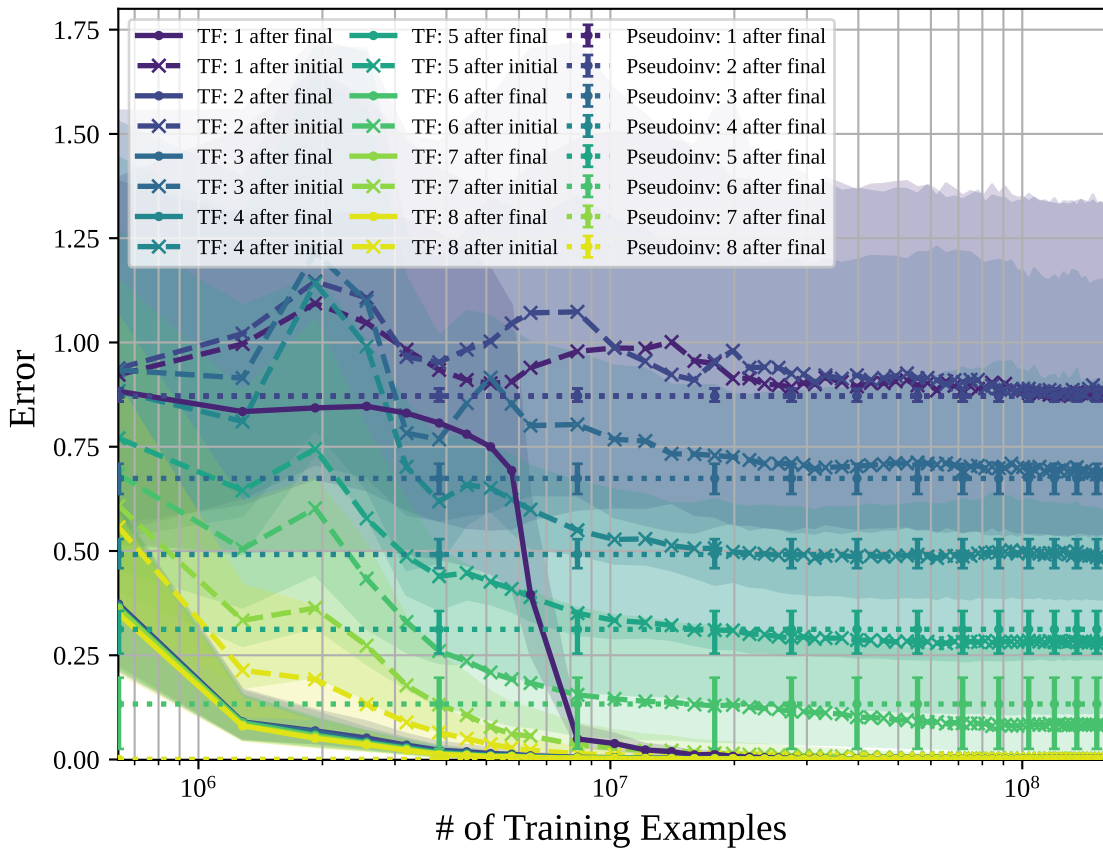 Error
1.75
1.50
1.25
1.00
0.75
0.50
0.25
0.00
TF: 1 after final
TF: 1 after initial
TF: 2 after final
TF: 2 after initial
TF: 3 after final
TF: 3 after initial
TF: 4 after final
TF: 4 after initial
TF: 5 after final
TF: 5 after initial
TF: 6 after final
TF: 6 after initial
TF: 7 after final
TF: 7 after initial
TF: 8 after final
TF: 8 after initial
Pseudoinv: 1 after final
Pseudoinv: 2 after final
Pseudoinv: 3 after final
Pseudoinv: 4 after final
Pseudoinv: 5 after final
Pseudoinv: 6 after final
Pseudoinv: 7 after final
Pseudoinv: 8 after final
10⁶
10⁷
10⁸
# of Training Examples